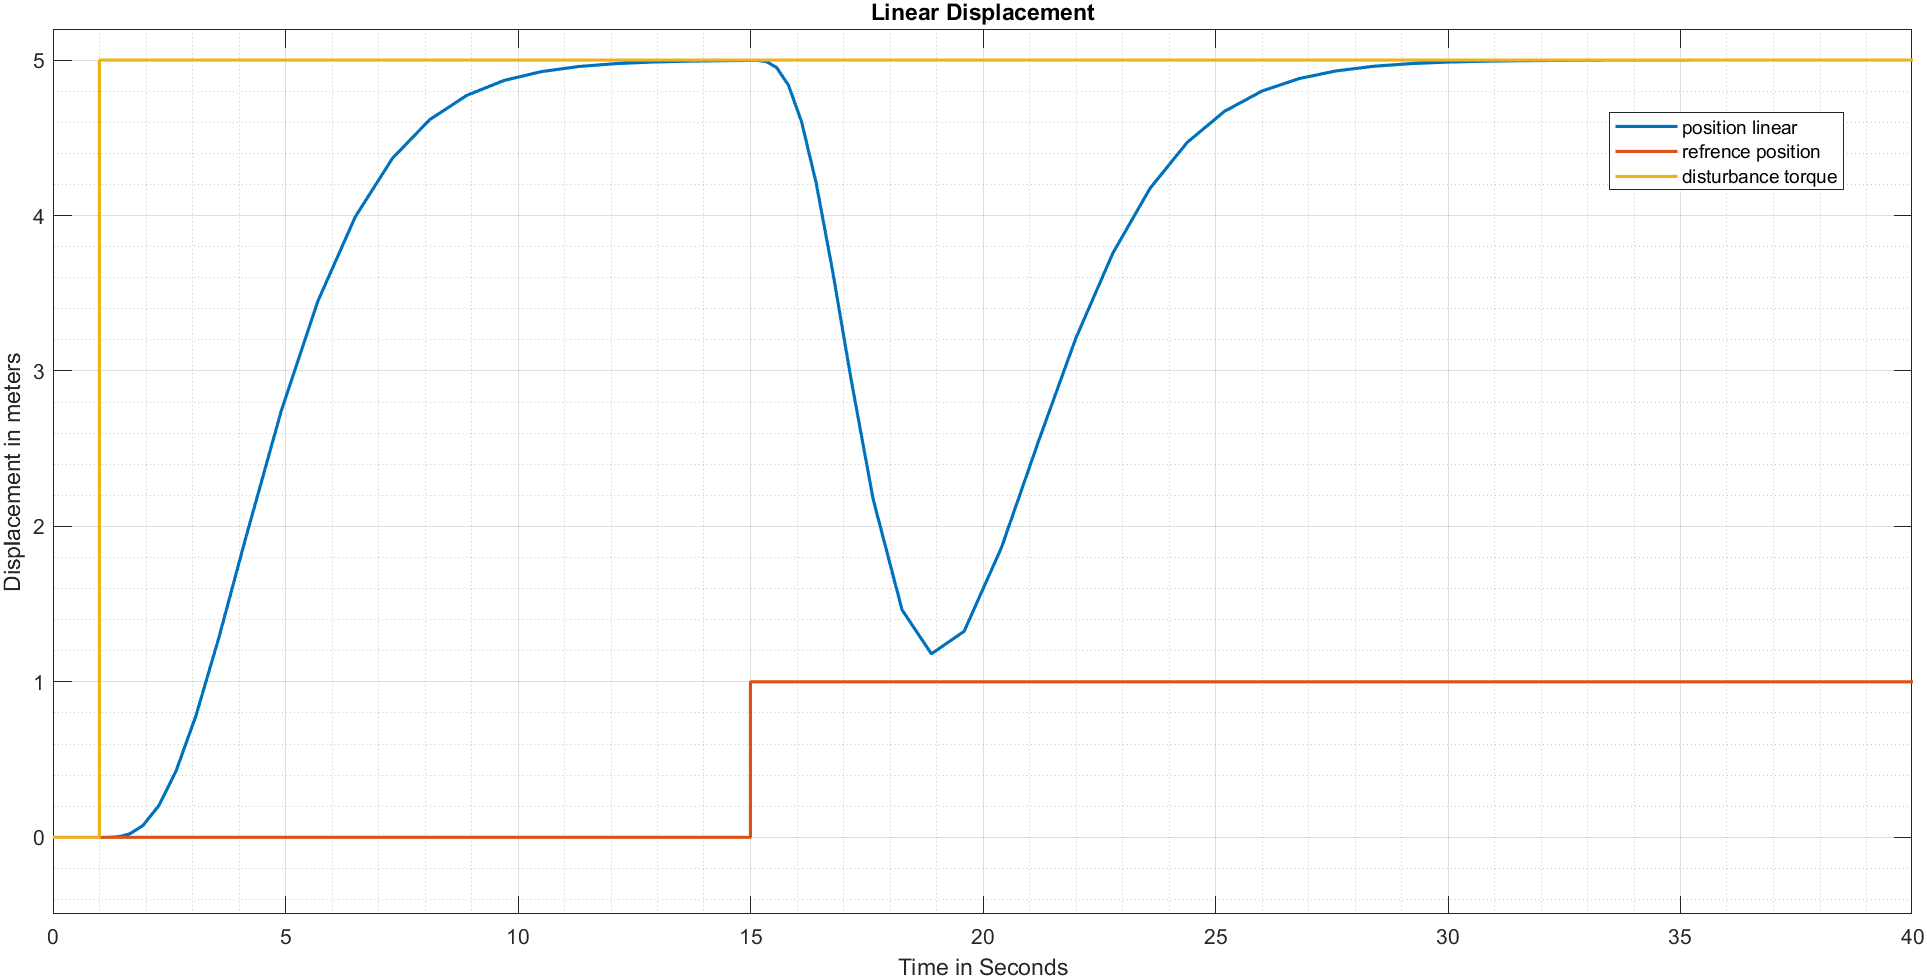 Linear Displacement
5
4
3
2
1
0
Displacement in meters
position linear
refrence position
disturbance torque
0 5 10 15 20 25 30 35 40
Time in Seconds